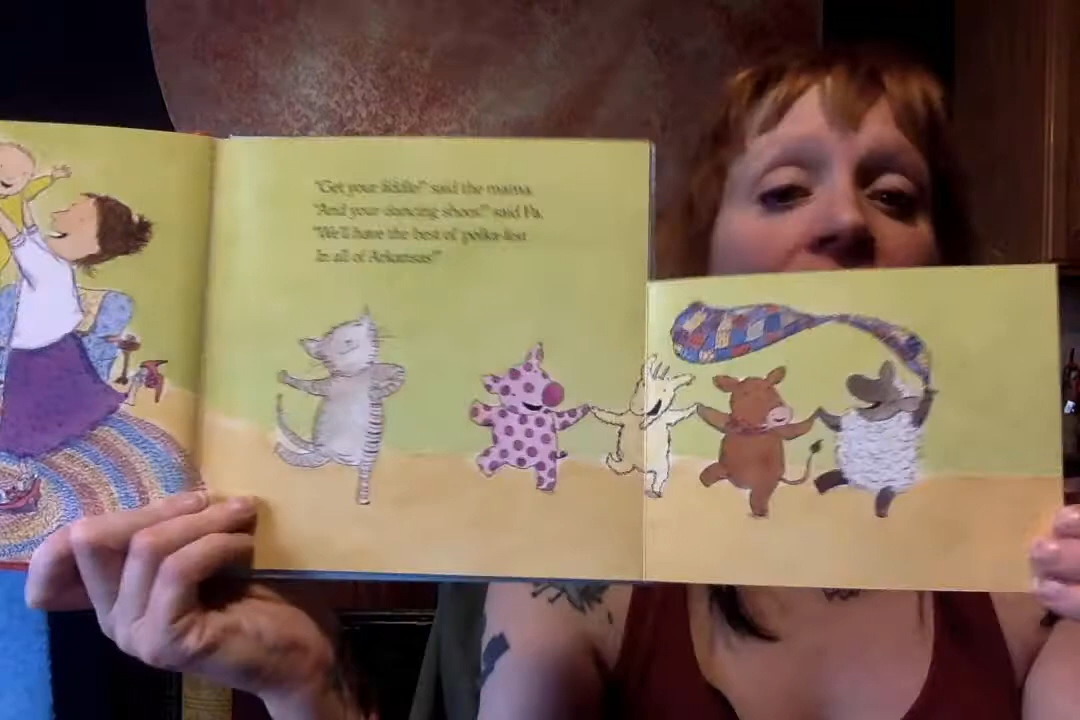 "Get your fiddle!" said the mama.
"And your dancing shoes!" said Pa.
"We'll have the best of polka-fest
In all of Arkansas!"